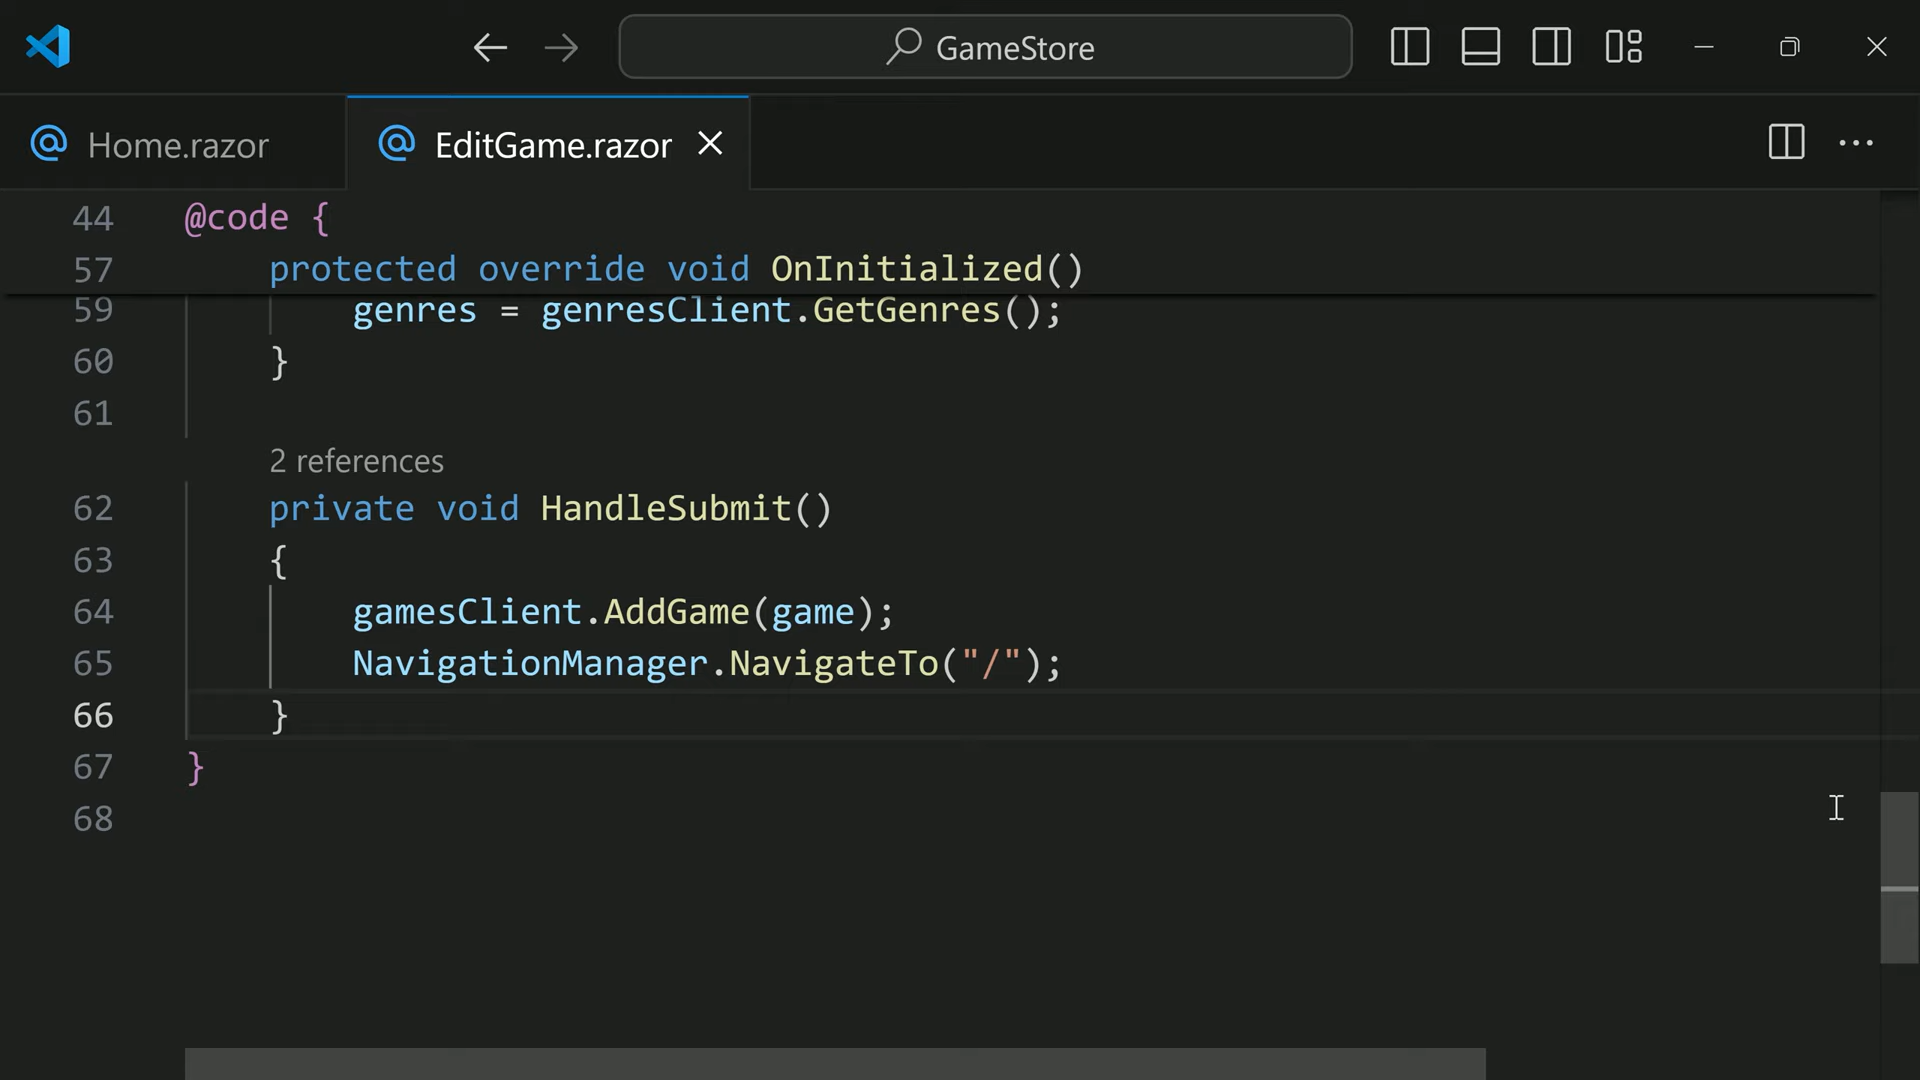 GameStore
Home.razor
EditGame.razor
44 @code {
57 protected override void OnInitialized()
59 genres = genresClient.GetGenres();
60 }
61
2 references
62 private void HandleSubmit()
63 {
64 gamesClient.AddGame(game);
65 NavigationManager.NavigateTo("/");
66 }
67 }
68